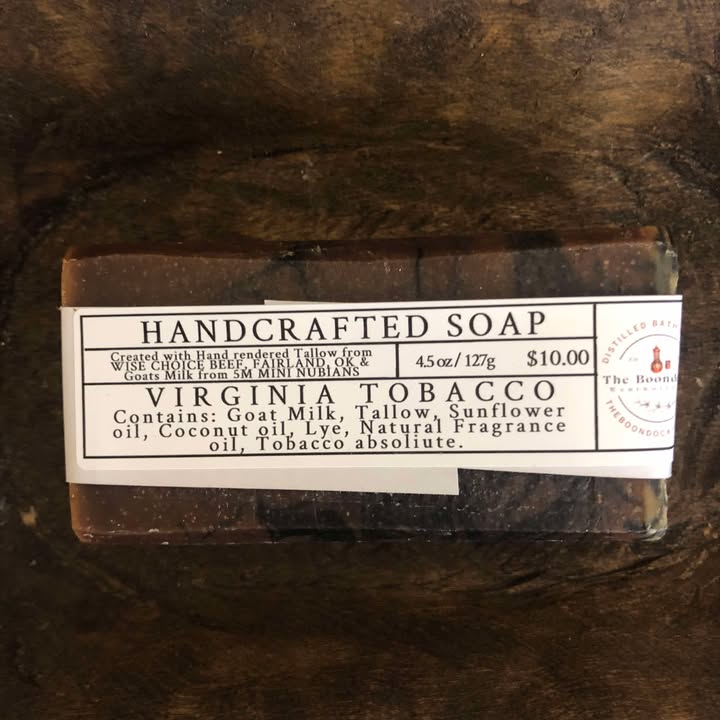 HANDCRAFTED SOAP
Created with Hand rendered Tallow from
WISE CHOICE BEEF, FAIRLAND, OK &
Goats Milk from 5M MINI NUBIANS
4.5 oz / 127g
$10.00
VIRGINIA TOBACCO
Contains: Goat Milk, Tallow, Sunflower
oil, Coconut oil, Lye, Natural Fragrance
oil, Tobacco absoliute.
DISTILLED BATH
The Boond
THEBOONDOCK